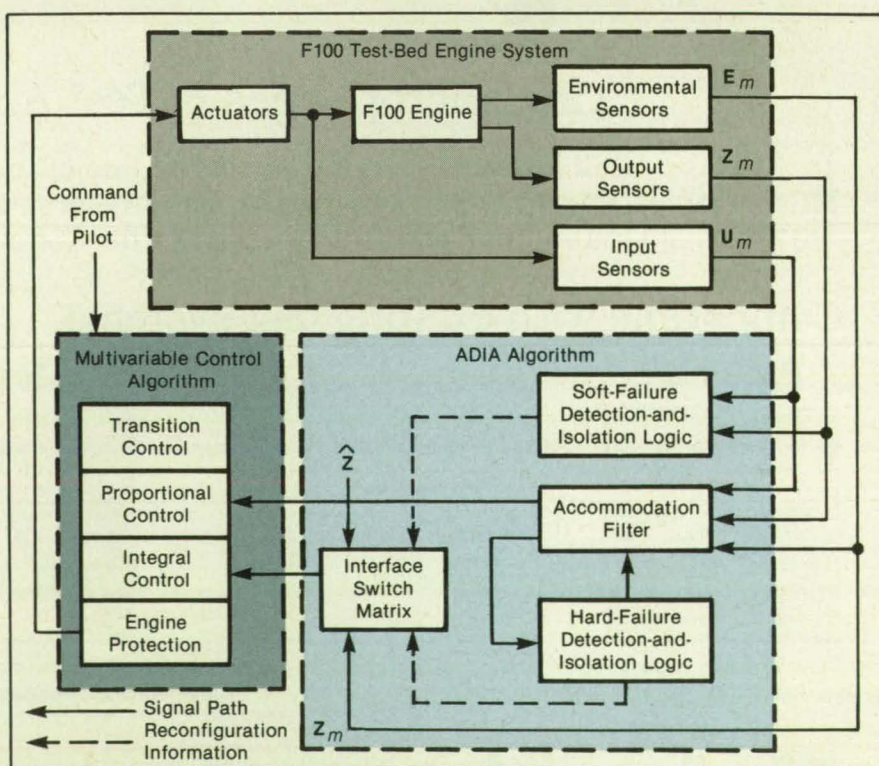 F100 Test-Bed Engine System
Actuators
F100 Engine
Environmental
Sensors
E m
Output
Sensors
Z m
Input
Sensors
U m
Command
From
Pilot
Multivariable Control
Algorithm
Transition
Control
Proportional
Control
Integral
Control
Engine
Protection
ADIA Algorithm
Soft-Failure
Detection-and-
Isolation Logic
Ẑ
Accommodation
Filter
Interface
Switch
Matrix
Hard-Failure
Detection-and-
Isolation Logic
Z m
Signal Path
Reconfiguration
Information